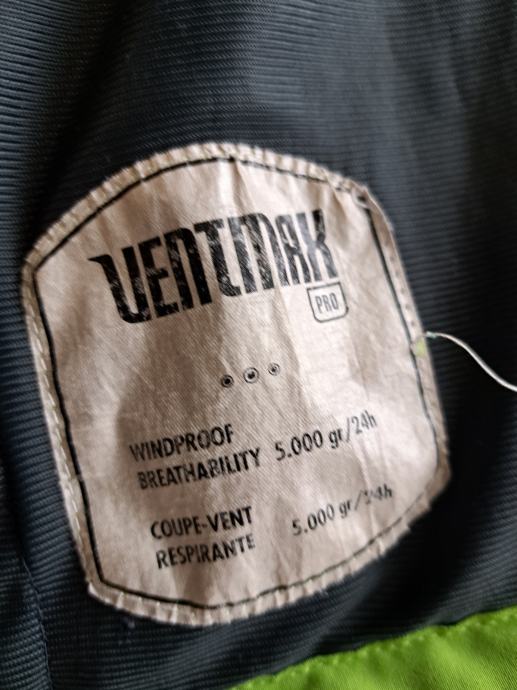 VENTMAX
PRO
WINDPROOF
BREATHABILITY 5.000 gr/24h
COUPE-VENT
RESPIRANTE 5.000 gr/24h